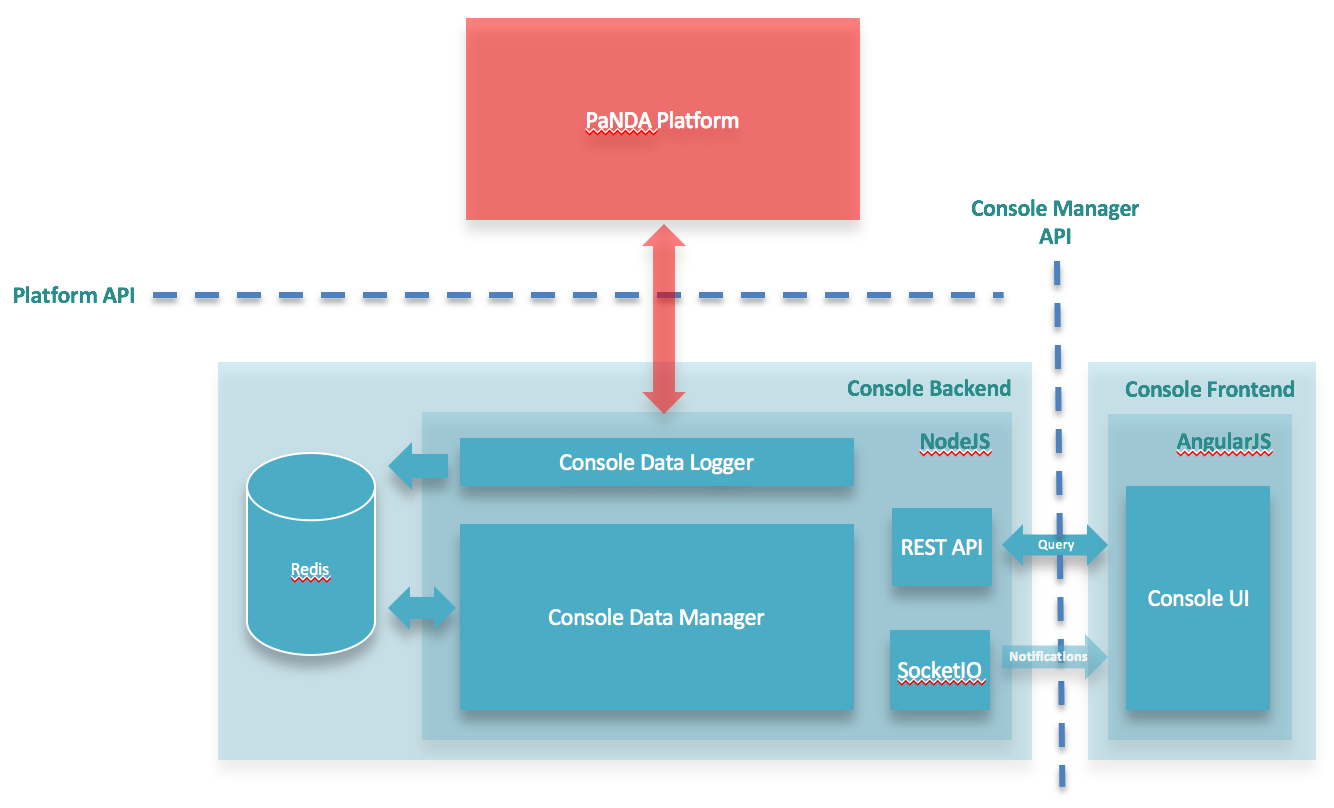 PaNDA Platform
Console Manager
API
Platform API
Console Backend
Console Frontend
NodeJS
AngularJS
Console Data Logger
REST API
Query
Redis
Console UI
Console Data Manager
Notifications
SocketIO